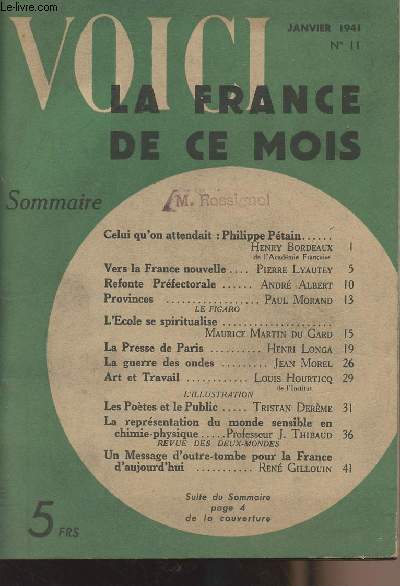 www.le-livre.com
VOICI
JANVIER 1941
N° 11
LA FRANCE
DE CE MOIS
Sommaire
M. Rossignol
Celui qu'on attendait : Philippe Pétain......
HENRY BORDEAUX 1
de l'Académie Française
Vers la France nouvelle.... PIERRE LYAUTEY 5
Refonte Préfectorale ...... ANDRÉ ALBERT 10
Provinces .................. PAUL MORAND 13
LE FIGARO
L'Ecole se spiritualise ....................
MAURICE MARTIN DU GARD 15
La Presse de Paris .......... HENRI LONGA 19
La guerre des ondes ......... JEAN MOREL 26
Art et Travail ............ LOUIS HOURTICQ 29
de l'Institut
L'ILLUSTRATION
Les Poètes et le Public ..... TRISTAN DERÈME 31
La représentation du monde sensible en
chimie-physique .....Professeur J. THIBAUD 36
REVUE DES DEUX-MONDES
Un Message d'outre-tombe pour la France
d'aujourd'hui ........... RENÉ GILLOUIN 41
Suite du Sommaire
page 4
de la couverture
5 FRS